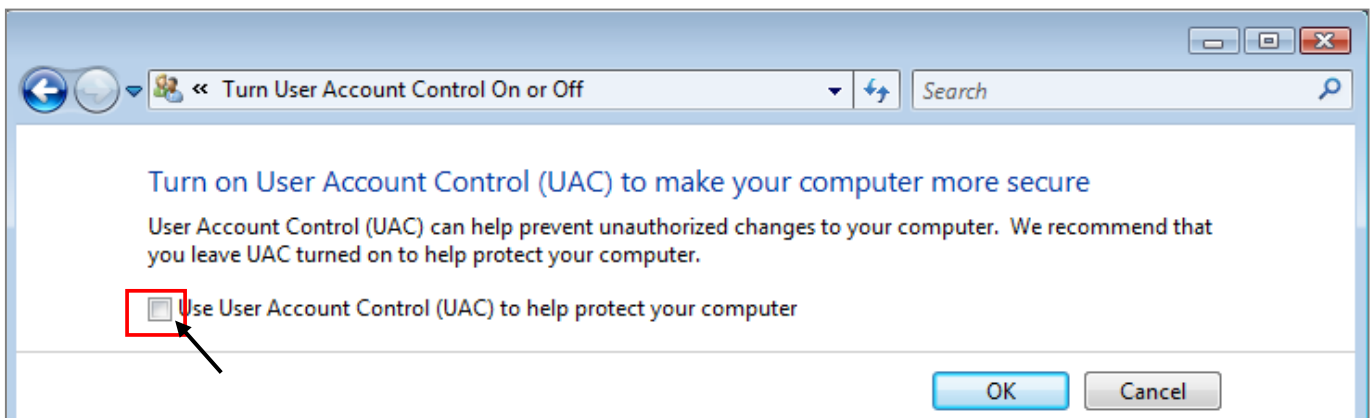 « Turn User Account Control On or Off
Search
Turn on User Account Control (UAC) to make your computer more secure
User Account Control (UAC) can help prevent unauthorized changes to your computer.  We recommend that
you leave UAC turned on to help protect your computer.
Use User Account Control (UAC) to help protect your computer
OK
Cancel